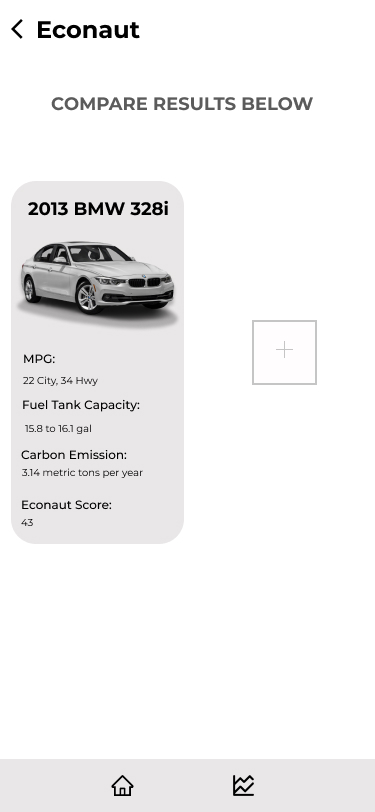 Econaut
COMPARE RESULTS BELOW
2013 BMW 328i
MPG:
22 City, 34 Hwy
Fuel Tank Capacity:
15.8 to 16.1 gal
Carbon Emission:
3.14 metric tons per year
Econaut Score:
43